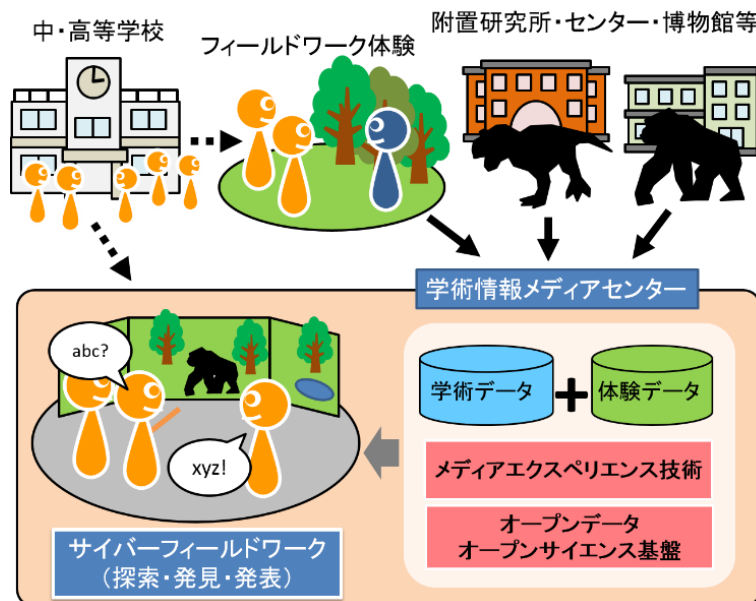 中・高等学校
フィールドワーク体験
附置研究所・センター・博物館等
学術情報メディアセンター
abc?
xyz!
学術データ
+
体験データ
メディアエクスペリエンス技術
オープンデータ
オープンサイエンス基盤
サイバーフィールドワーク
（探索・発見・発表）